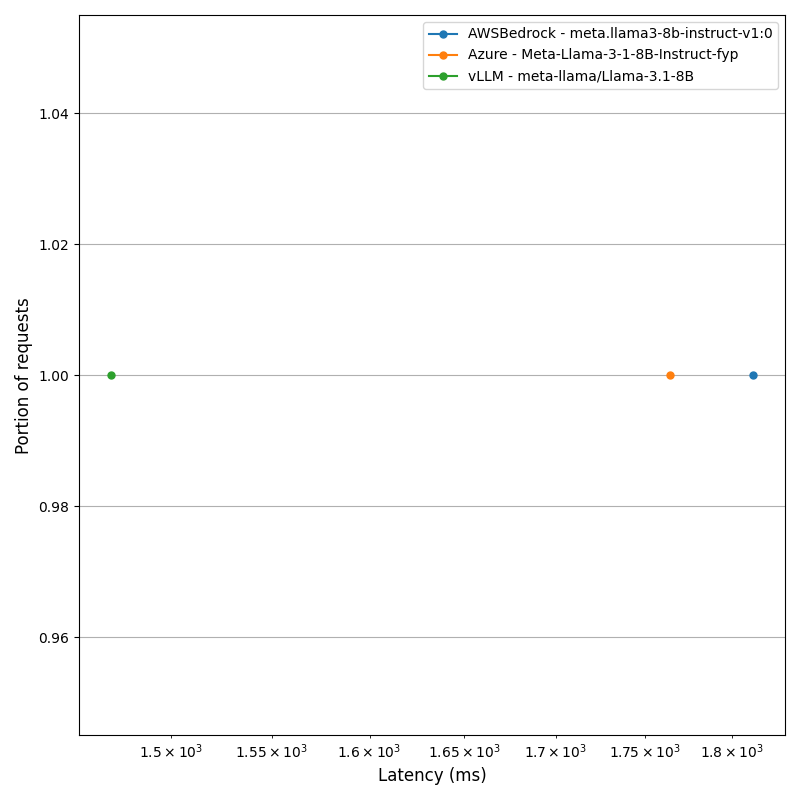 AWSBedrock - meta.llama3-8b-instruct-v1:0
Azure - Meta-Llama-3-1-8B-Instruct-fyp
vLLM - meta-llama/Llama-3.1-8B
1.04
1.02
1.00
0.98
0.96
Portion of requests
1.5 × 10³ 1.55 × 10³ 1.6 × 10³ 1.65 × 10³ 1.7 × 10³ 1.75 × 10³ 1.8 × 10³
Latency (ms)